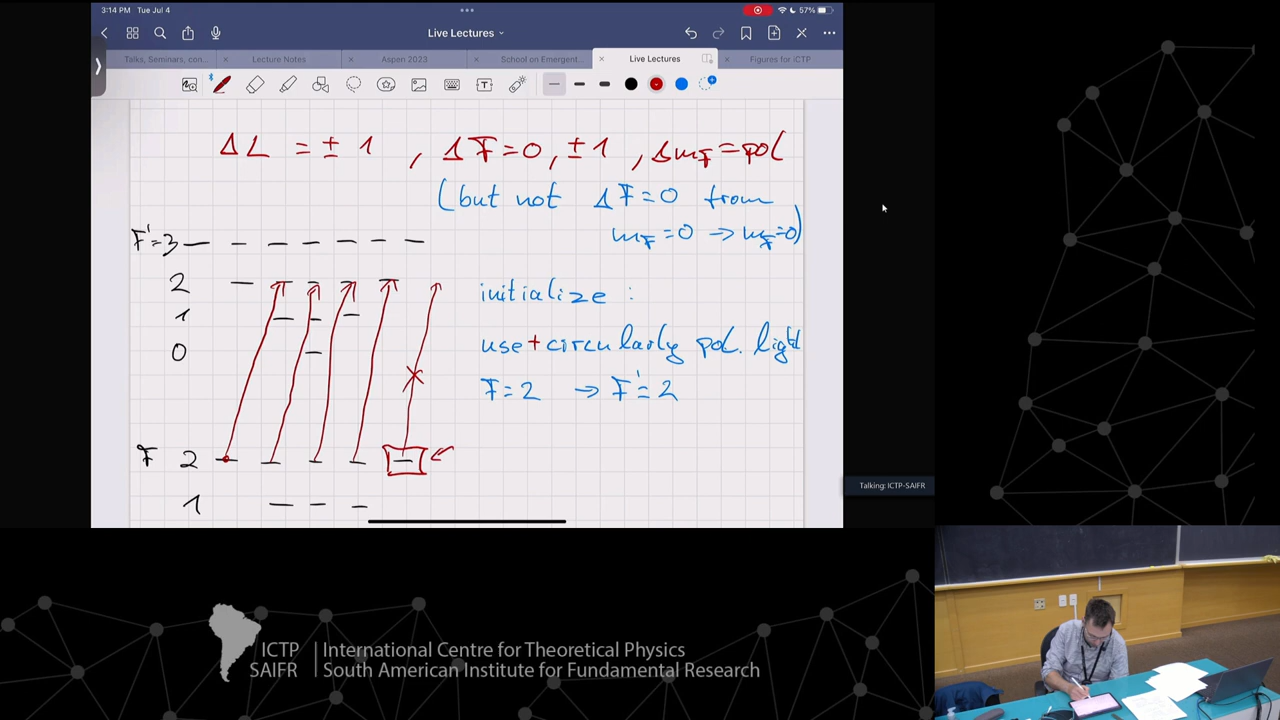 3:14 PM Tue Jul 4
57%
Live Lectures
Talks, Seminars, con...
Lecture Notes
Aspen 2023
School on Emergent...
Live Lectures
Figures for iCTP
ΔL = ± 1 , ΔF=0, ±1 , Δm_F = pol
(but not ΔF=0 from
m_F=0 → m_F=0)
F'=3
2
1
0
initialize :
use + circularly pol. light
F=2 → F'=2
F 2
1
Talking: ICTP-SAIFR
ICTP International Centre for Theoretical Physics
SAIFR South American Institute for Fundamental Research